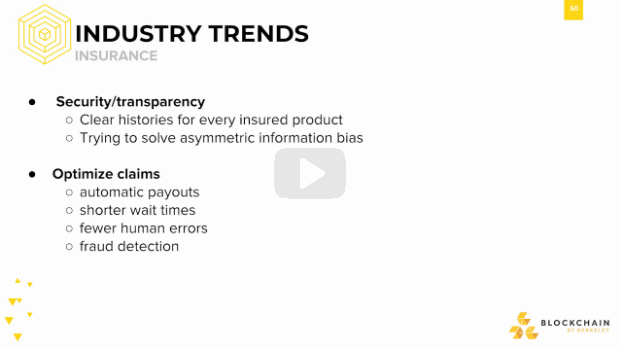 50
INDUSTRY TRENDS
INSURANCE
● Security/transparency
○ Clear histories for every insured product
○ Trying to solve asymmetric information bias
● Optimize claims
○ automatic payouts
○ shorter wait times
○ fewer human errors
○ fraud detection
BLOCKCHAIN
AT BERKELEY